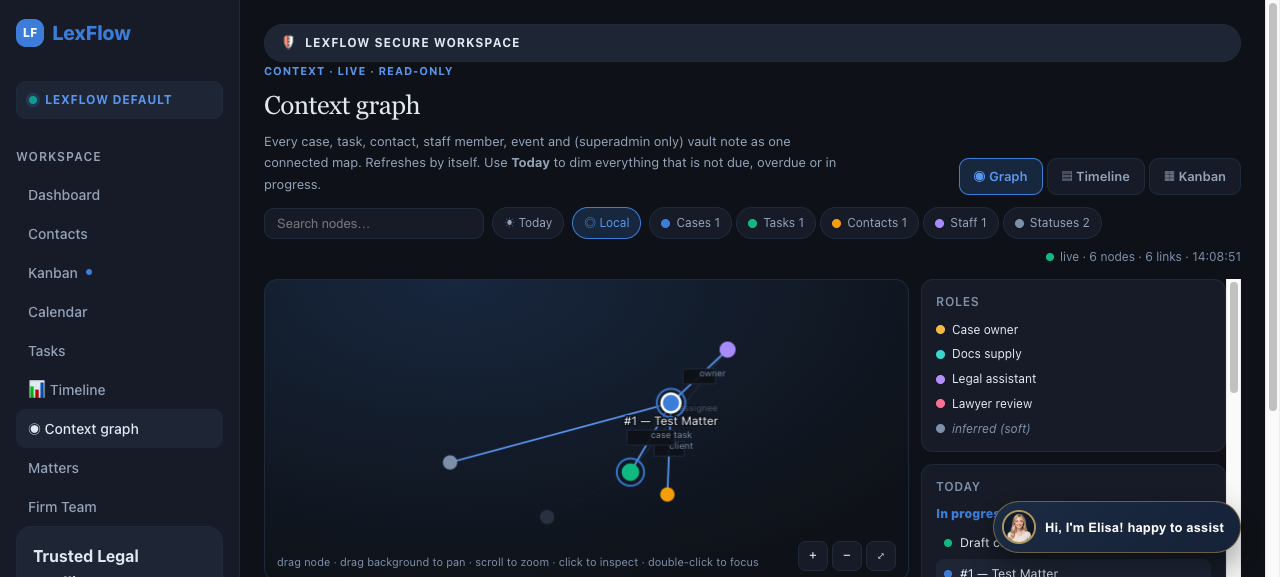 LF LexFlow
LEXFLOW DEFAULT
WORKSPACE
Dashboard
Contacts
Kanban
Calendar
Tasks
Timeline
Context graph
Matters
Firm Team
Trusted Legal
LEXFLOW SECURE WORKSPACE
CONTEXT · LIVE · READ-ONLY
Context graph
Every case, task, contact, staff member, event and (superadmin only) vault note as one
connected map. Refreshes by itself. Use Today to dim everything that is not due, overdue or in
progress.
Graph
Timeline
Kanban
Search nodes...
Today
Local
Cases 1
Tasks 1
Contacts 1
Staff 1
Statuses 2
live · 6 nodes · 6 links · 14:08:51
owner
#1 — Test Matter
case task
client
drag node · drag background to pan · scroll to zoom · click to inspect · double-click to focus
+
−
ROLES
Case owner
Docs supply
Legal assistant
Lawyer review
inferred (soft)
TODAY
Draft
#1 — Test Matter
Hi, I'm Elisa! happy to assist